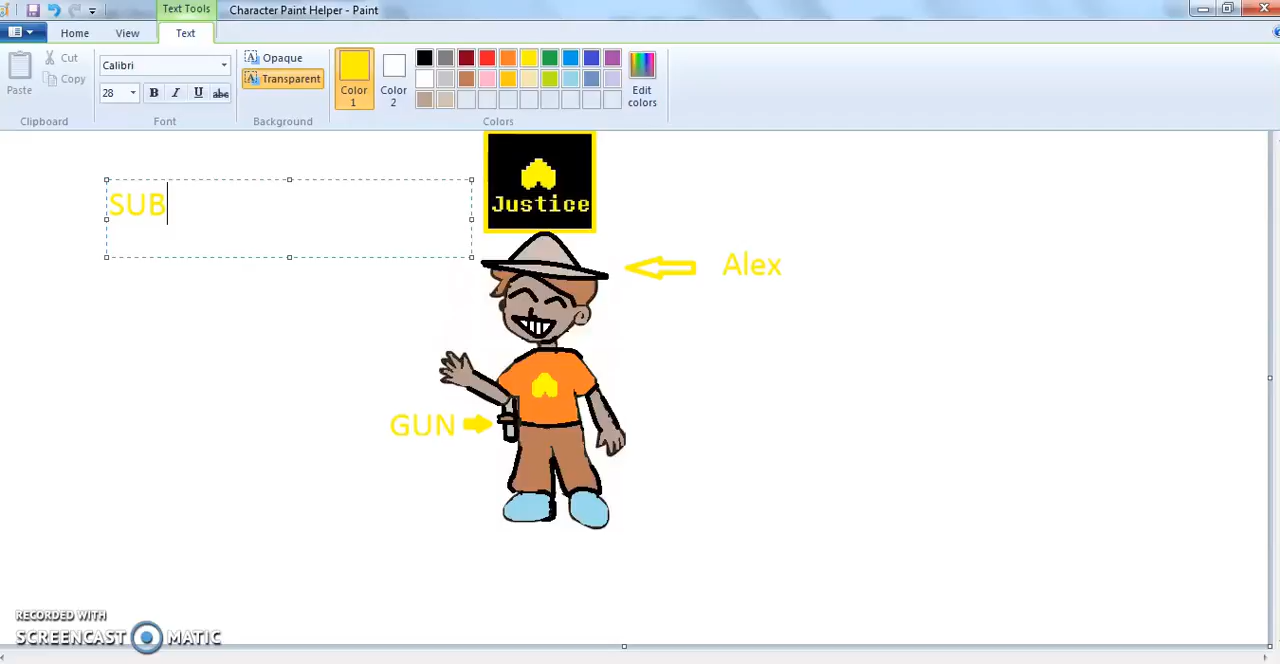 Text Tools
Character Paint Helper - Paint
Home
View
Text
Paste
Cut
Copy
Clipboard
Calibri
28
B I U abc
Font
Opaque
Transparent
Background
Color 1
Color 2
Edit colors
Colors
SUB
Justice
Alex
GUN
RECORDED WITH
SCREENCAST MATIC